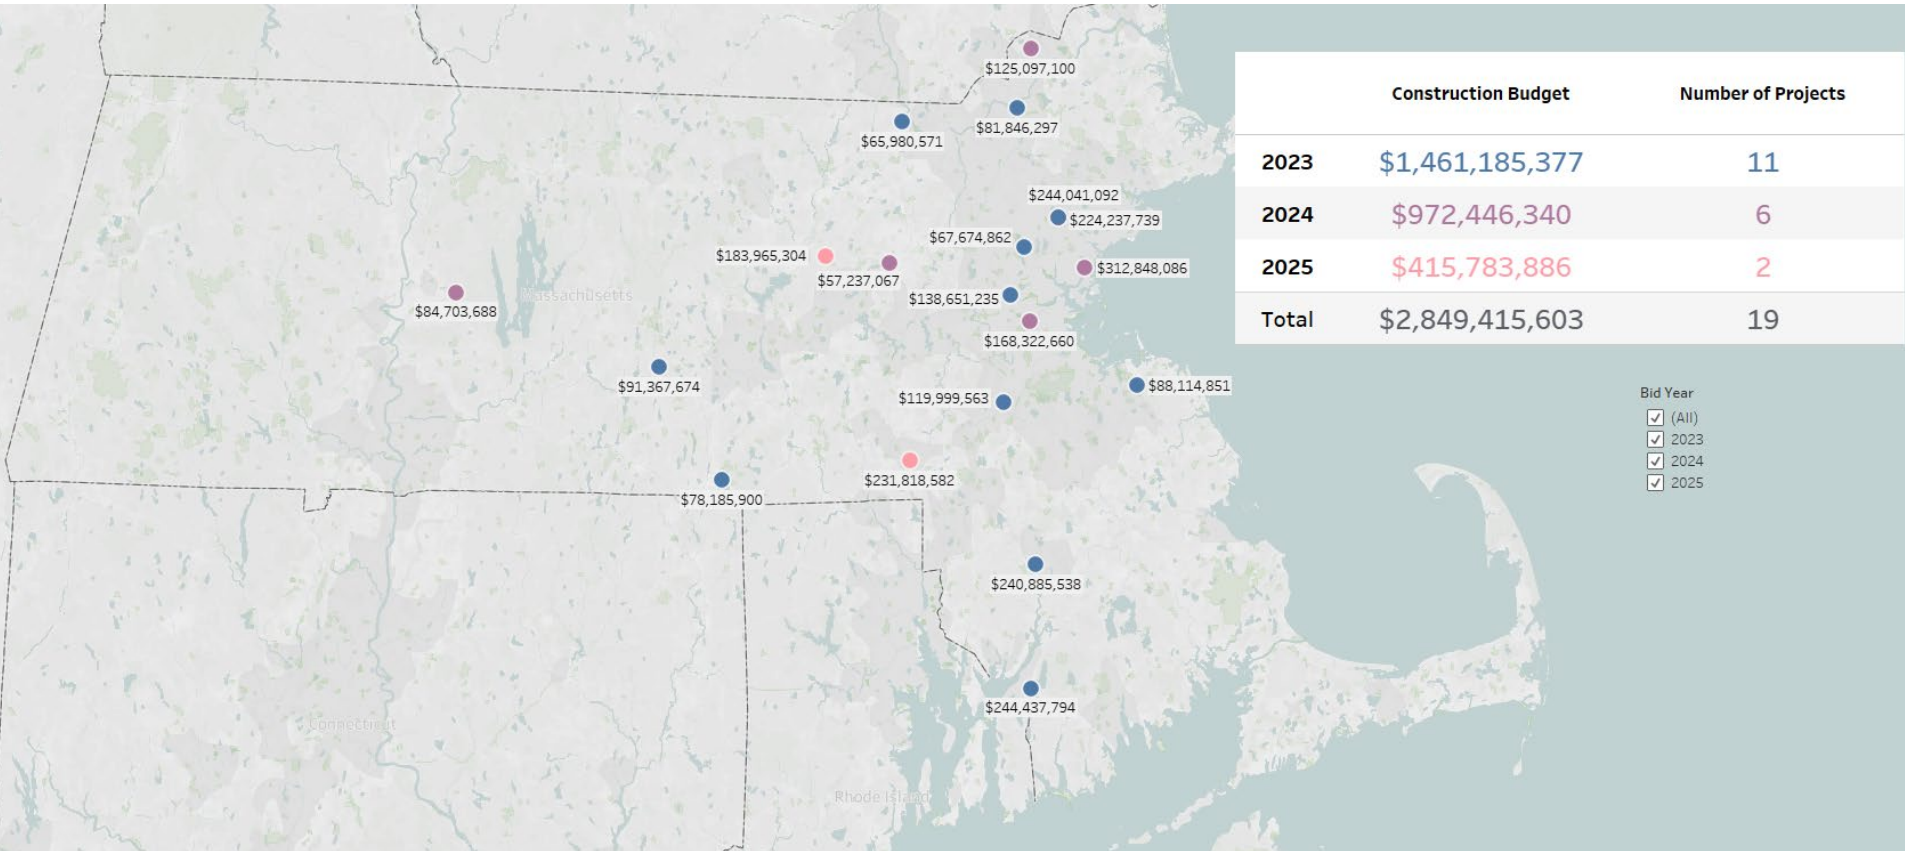 $125,097,100
$65,980,571
$81,846,297
$244,041,092
$224,237,739
$67,674,862
$183,965,304
$57,237,067
$312,848,086
$84,703,688
Massachusetts
$138,651,235
$168,322,660
$91,367,674
$88,114,851
$119,999,563
$231,818,582
$78,185,900
$240,885,538
$244,437,794
Connecticut
Rhode Island
Construction Budget Number of Projects
2023 $1,461,185,377 11
2024 $972,446,340 6
2025 $415,783,886 2
Total $2,849,415,603 19
Bid Year
(All)
2023
2024
2025